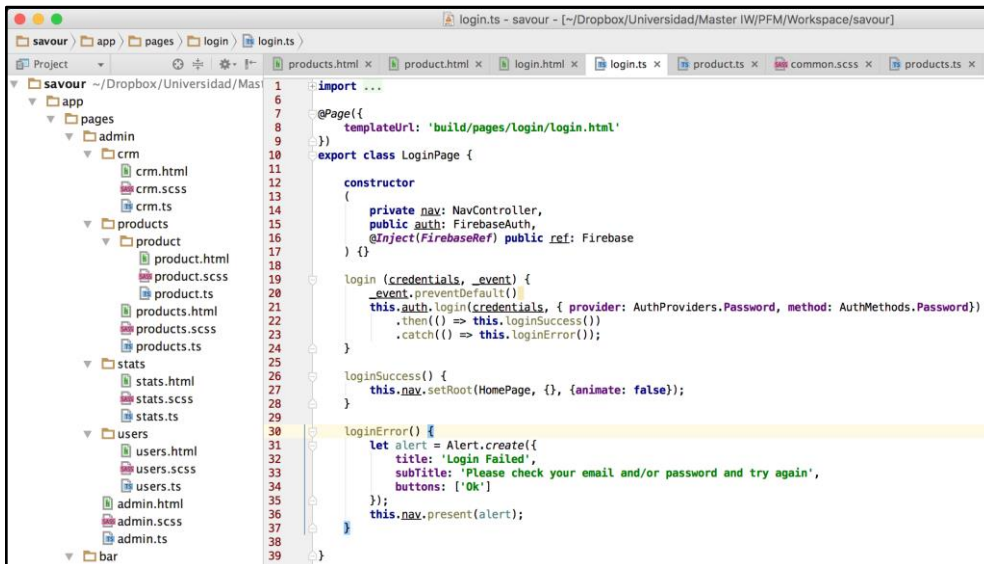 login.ts - savour - [~/Dropbox/Universidad/Master IW/PFM/Workspace/savour]
savour app pages login login.ts
Project
products.html × product.html × login.html × login.ts × product.ts × common.scss × products.ts ×
savour ~/Dropbox/Universidad/Mast
app
pages
admin
crm
crm.html
crm.scss
crm.ts
products
product
product.html
product.scss
product.ts
products.html
products.scss
products.ts
stats
stats.html
stats.scss
stats.ts
users
users.html
users.scss
users.ts
admin.html
admin.scss
admin.ts
bar
1 import ...
6
7 @Page({
8 templateUrl: 'build/pages/login/login.html'
9 })
10 export class LoginPage {
11
12 constructor
13 (
14 private nav: NavController,
15 public auth: FirebaseAuth,
16 @Inject(FirebaseRef) public ref: Firebase
17 ) {}
18
19 login (credentials, _event) {
20 _event.preventDefault()
21 this.auth.login(credentials, { provider: AuthProviders.Password, method: AuthMethods.Password})
22 .then(() => this.loginSuccess())
23 .catch(() => this.loginError());
24 }
25
26 loginSuccess() {
27 this.nav.setRoot(HomePage, {}, {animate: false});
28 }
29
30 loginError() {
31 let alert = Alert.create({
32 title: 'Login Failed',
33 subTitle: 'Please check your email and/or password and try again',
34 buttons: ['Ok']
35 });
36 this.nav.present(alert);
37 }
38
39 }